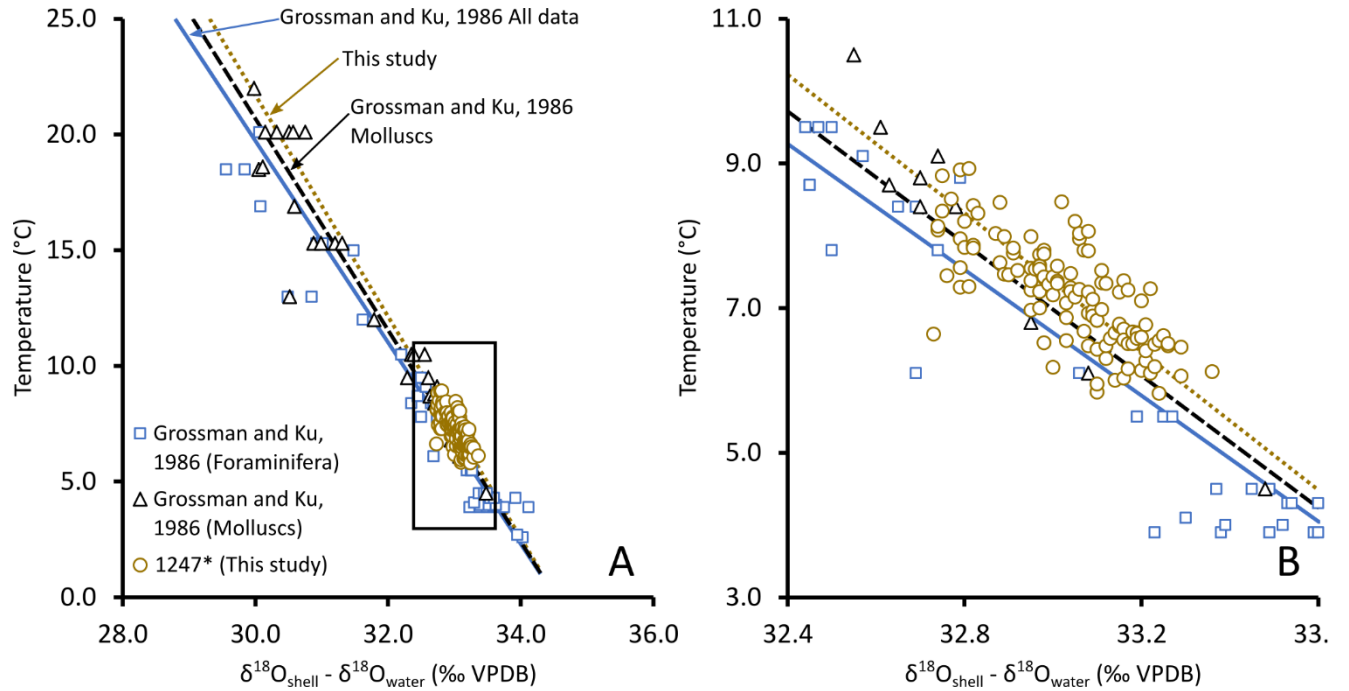 25.0
20.0
15.0
10.0
5.0
0.0
Temperature (°C)
Grossman and Ku, 1986 All data
This study
Grossman and Ku, 1986
Molluscs
Grossman and Ku,
1986 (Foraminifera)
Grossman and Ku,
1986 (Molluscs)
1247* (This study)
A
28.0 30.0 32.0 34.0 36.0
δ¹⁸Oshell - δ¹⁸Owater (‰ VPDB)
11.0
9.0
7.0
5.0
3.0
Temperature (°C)
B
32.4 32.8 33.2 33.
δ¹⁸Oshell - δ¹⁸Owater (‰ VPDB)